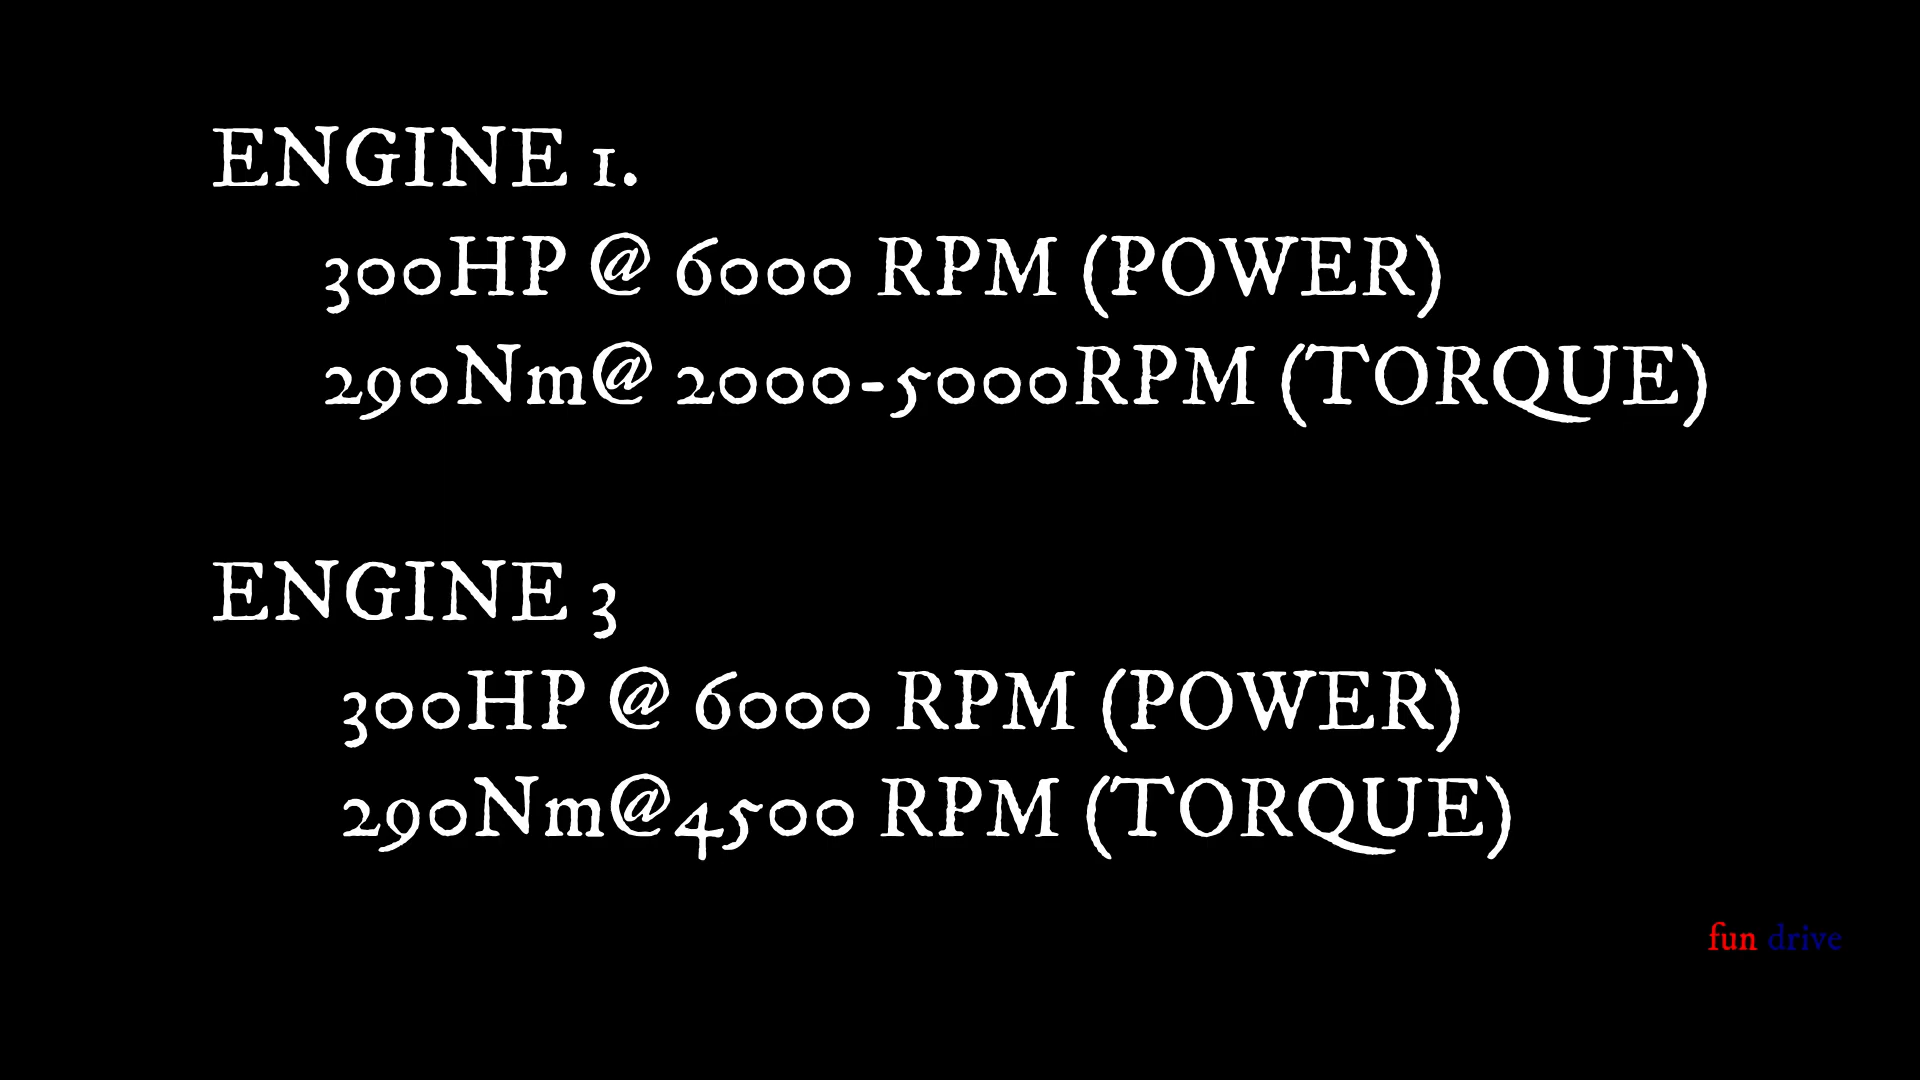 ENGINE 1.
300HP @ 6000 RPM (POWER)
290Nm@ 2000-5000RPM (TORQUE)
ENGINE 3
300HP @ 6000 RPM (POWER)
290Nm@4500 RPM (TORQUE)
fun drive